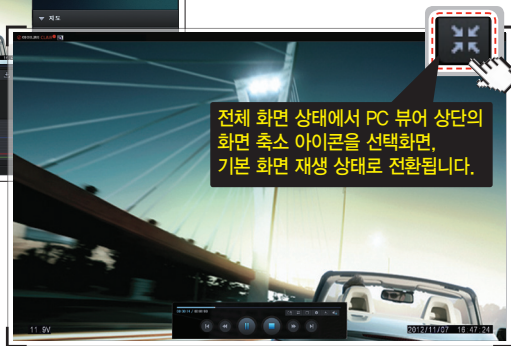 지도
전체 화면 상태에서 PC 뷰어 상단의
화면 축소 아이콘을 선택화면,
기본 화면 재생 상태로 전환됩니다.
11.9V
2012/11/07 16:47:24